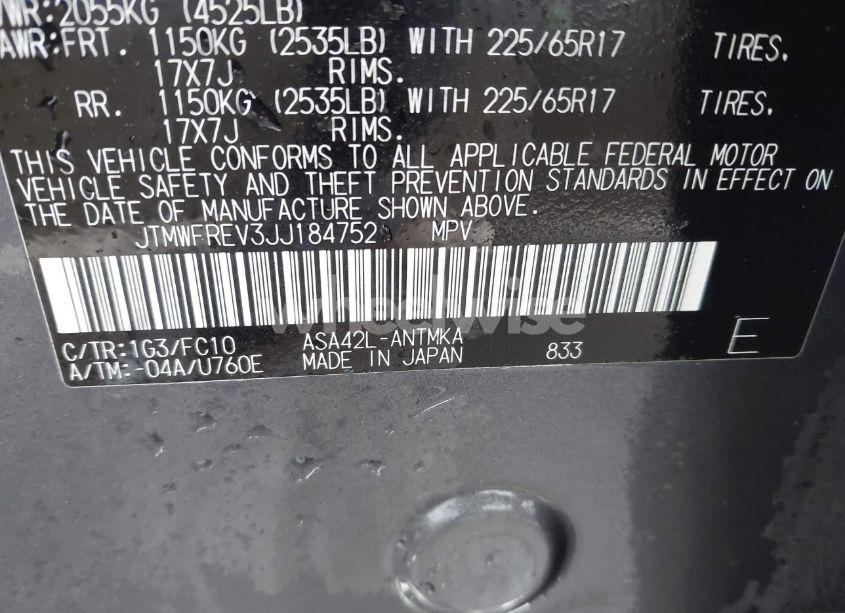 WR:2055KG (4525LB)
AWR:FRT. 1150KG (2535LB) WITH 225/65R17 TIRES.
17X7J RIMS.
RR. 1150KG (2535LB) WITH 225/65R17 TIRES.
17X7J RIMS.
THIS VEHICLE CONFORMS TO ALL APPLICABLE FEDERAL MOTOR
VEHICLE SAFETY AND THEFT PREVENTION STANDARDS IN EFFECT ON
THE DATE OF MANUFACTURE SHOWN ABOVE.
JTMWFREV3JJ184752 MPV
wheelwise
C/TR:1G3/FC10 ASA42L-ANTMKA
A/TM:-04A/U760E MADE IN JAPAN 833 E